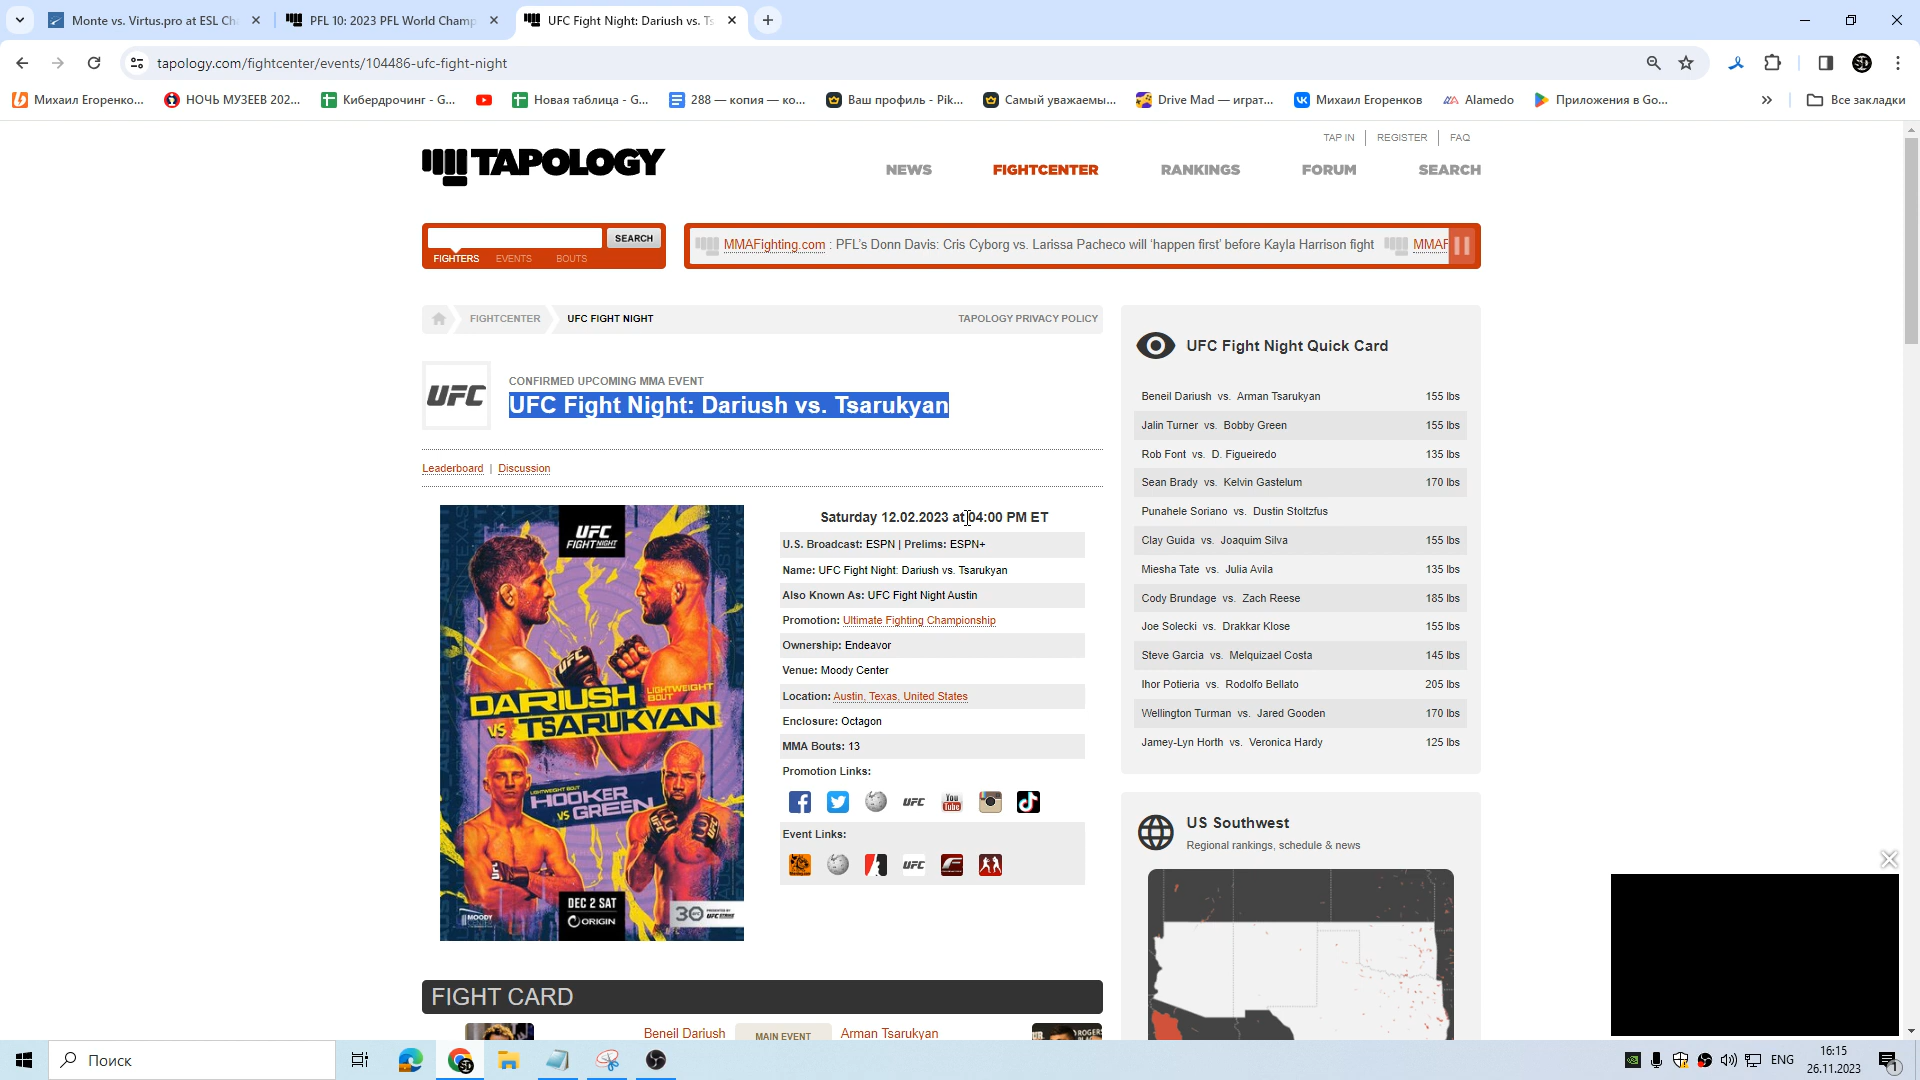 Monte vs. Virtus.pro at ESL Ch
PFL 10: 2023 PFL World Champ
UFC Fight Night: Dariush vs. Ts
tapology.com/fightcenter/events/104486-ufc-fight-night
Михаил Егоренко...
НОЧЬ МУЗЕЕВ 202...
Кибердрочинг - G...
Новая таблица - G...
288 — копия — ко...
Ваш профиль - Pik...
Самый уважаемы...
Drive Mad — играт...
Михаил Егоренков
Alamedo
Приложения в Go...
»
Все закладки
TAP IN
REGISTER
FAQ
TAPOLOGY
NEWS
FIGHTCENTER
RANKINGS
FORUM
SEARCH
SEARCH
FIGHTERS
EVENTS
BOUTS
MMAFighting.com : PFL's Donn Davis: Cris Cyborg vs. Larissa Pacheco will 'happen first' before Kayla Harrison fight
MMAF
FIGHTCENTER
UFC FIGHT NIGHT
TAPOLOGY PRIVACY POLICY
UFC
CONFIRMED UPCOMING MMA EVENT
UFC Fight Night: Dariush vs. Tsarukyan
Leaderboard | Discussion
UFC
FIGHT NIGHT
DARIUSH
LIGHTWEIGHT
BOUT
VS TSARUKYAN
LIGHTWEIGHT BOUT
HOOKER
VS GREEN
MOODY
DEC 2 SAT
ORIGIN
30
Saturday 12.02.2023 at 04:00 PM ET
U.S. Broadcast: ESPN | Prelims: ESPN+
Name: UFC Fight Night: Dariush vs. Tsarukyan
Also Known As: UFC Fight Night Austin
Promotion: Ultimate Fighting Championship
Ownership: Endeavor
Venue: Moody Center
Location: Austin, Texas, United States
Enclosure: Octagon
MMA Bouts: 13
Promotion Links:
UFC
You
Tube
Event Links:
UFC
FIGHT CARD
Beneil Dariush
MAIN EVENT
Arman Tsarukyan
UFC Fight Night Quick Card
Beneil Dariush vs. Arman Tsarukyan 155 lbs
Jalin Turner vs. Bobby Green 155 lbs
Rob Font vs. D. Figueiredo 135 lbs
Sean Brady vs. Kelvin Gastelum 170 lbs
Punahele Soriano vs. Dustin Stoltzfus
Clay Guida vs. Joaquim Silva 155 lbs
Miesha Tate vs. Julia Avila 135 lbs
Cody Brundage vs. Zach Reese 185 lbs
Joe Solecki vs. Drakkar Klose 155 lbs
Steve Garcia vs. Melquizael Costa 145 lbs
Ihor Potieria vs. Rodolfo Bellato 205 lbs
Wellington Turman vs. Jared Gooden 170 lbs
Jamey-Lyn Horth vs. Veronica Hardy 125 lbs
US Southwest
Regional rankings, schedule & news
Поиск
ENG
16:15
26.11.2023
1